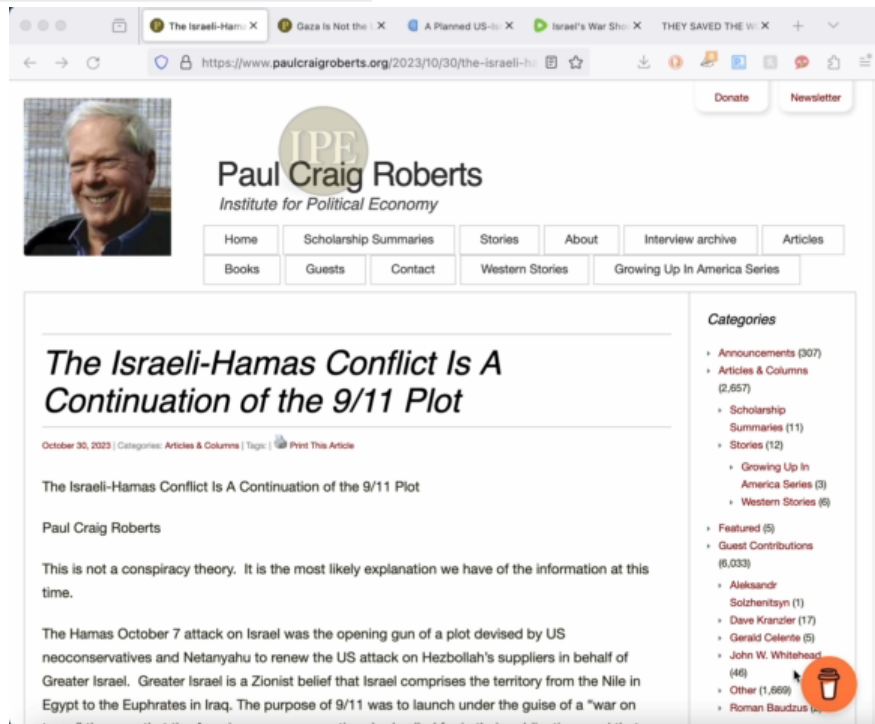 The Israeli-Ham
Gaza Is Not the
A Planned US-Is
Israel's War Sho
THEY SAVED THE W
https://www.paulcraigroberts.org/2023/10/30/the-israeli-h
Donate
Newsletter
IPE
Paul Craig Roberts
Institute for Political Economy
Home
Scholarship Summaries
Stories
About
Interview archive
Articles
Books
Guests
Contact
Western Stories
Growing Up In America Series
The Israeli-Hamas Conflict Is A
Continuation of the 9/11 Plot
October 30, 2023 | Categories: Articles & Columns | Tags: | Print This Article
The Israeli-Hamas Conflict Is A Continuation of the 9/11 Plot
Paul Craig Roberts
This is not a conspiracy theory.  It is the most likely explanation we have of the information at this
time.
The Hamas October 7 attack on Israel was the opening gun of a plot devised by US
neoconservatives and Netanyahu to renew the US attack on Hezbollah's suppliers in behalf of
Greater Israel.  Greater Israel is a Zionist belief that Israel comprises the territory from the Nile in
Egypt to the Euphrates in Iraq. The purpose of 9/11 was to launch under the guise of a "war on
Categories
Announcements (307)
Articles & Columns
(2,657)
Scholarship
Summaries (11)
Stories (12)
Growing Up In
America Series (3)
Western Stories (6)
Featured (5)
Guest Contributions
(6,033)
Aleksandr
Solzhenitsyn (1)
Dave Kranzler (17)
Gerald Celente (5)
John W. Whitehead
(46)
Other (1,669)
Roman Baudzus